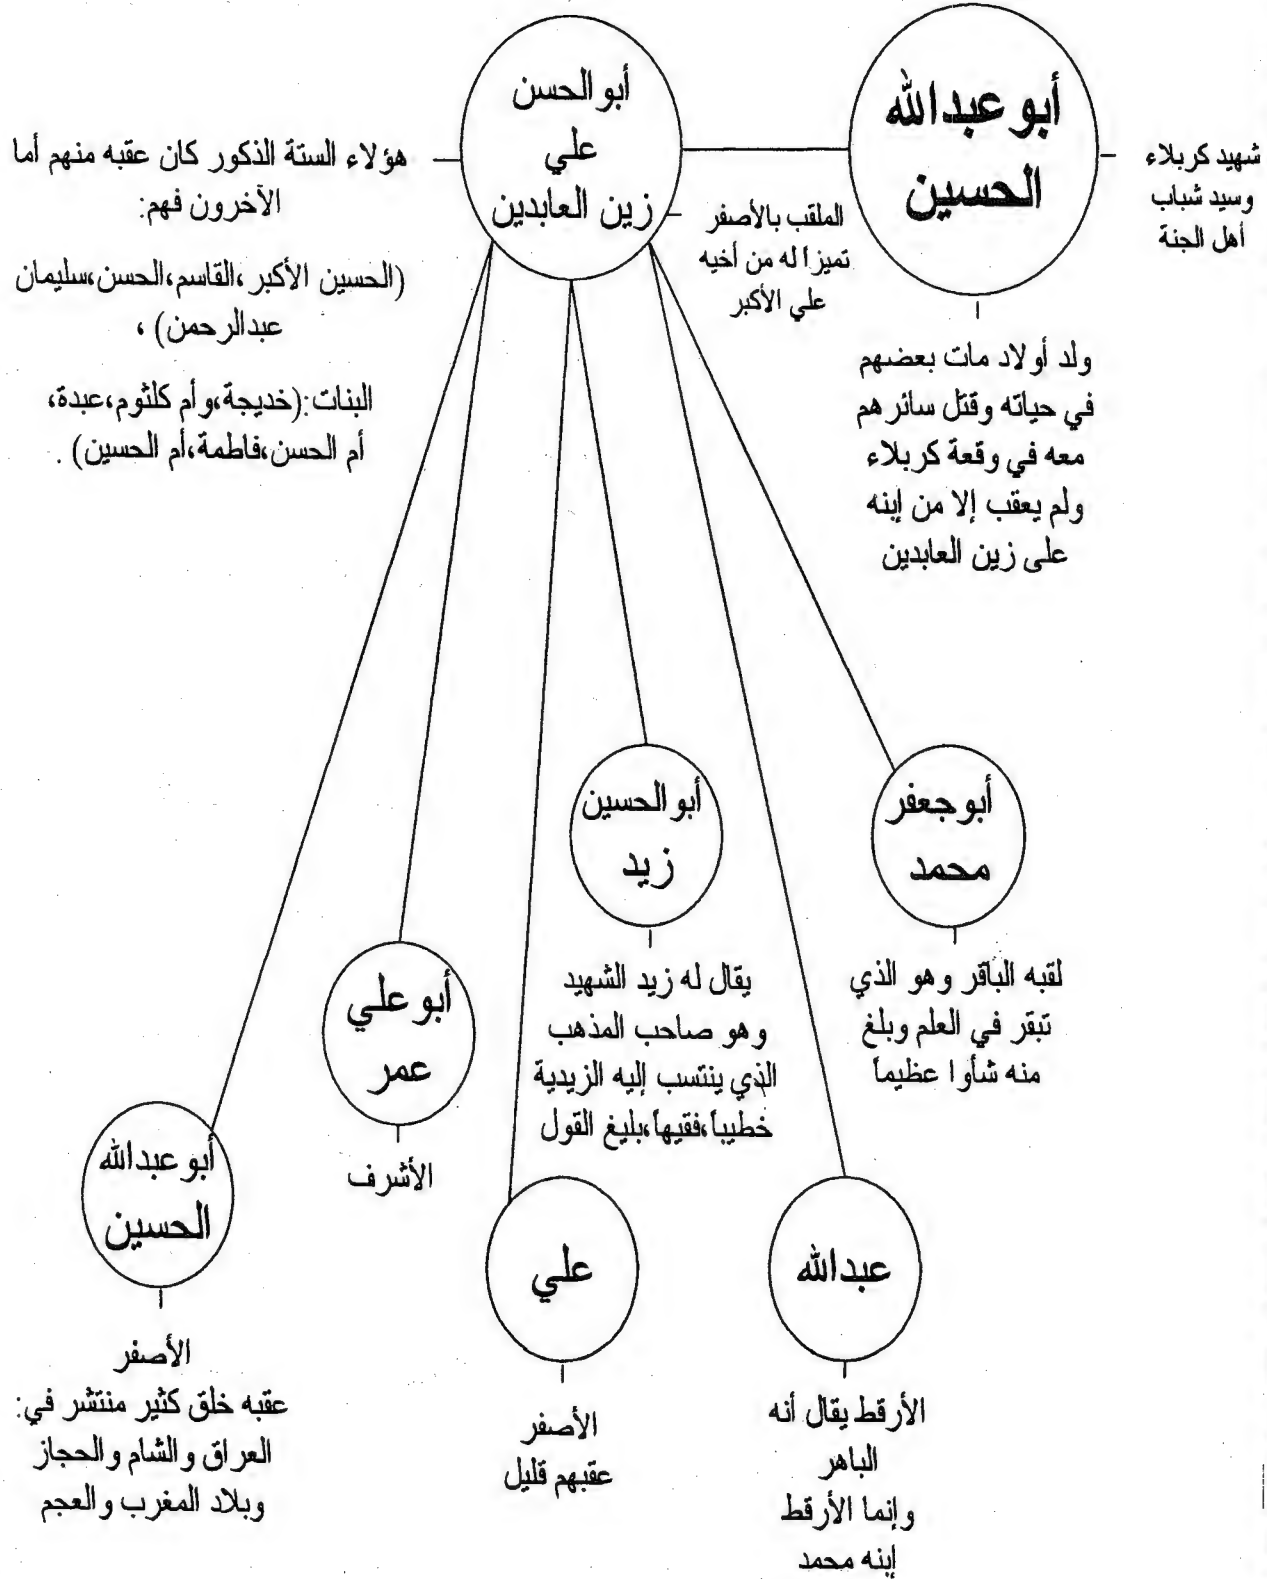 أبو عبدالله
الحسين
شهيد كربلاء
وسيد شباب
أهل الجنة
ولد أولاد مات بعضهم
في حياته وقتل سائرهم
معه في وقعة كربلاء
ولم يعقب إلا من إبنه
على زين العابدين
أبو الحسن
علي
زين العابدين
الملقب بالأصفر
تميزا له من أخيه
علي الأكبر
هؤلاء الستة الذكور كان عقبه منهم أما
الآخرون فهم:
(الحسين الأكبر ،القاسم،الحسن،سليمان
عبدالرحمن) ،
البنات:(خديجة،وأم كلثوم،عبدة،
أم الحسن،فاطمة،أم الحسين) .
أبو جعفر
محمد
لقبه الباقر وهو الذي
تبقر في العلم وبلغ
منه شأوا عظيماً
أبو الحسين
زيد
يقال له زيد الشهيد
وهو صاحب المذهب
الذي ينتسب إليه الزيدية
خطيباً،فقيهاً،بليغ القول
أبو علي
عمر
الأشرف
أبو عبدالله
الحسين
الأصفر
عقبه خلق كثير منتشر في:
العراق والشام والحجاز
وبلاد المغرب والعجم
علي
الأصفر
عقبهم قليل
عبدالله
الأرقط يقال أنه
الباهر
وإنما الأرقط
إبنه محمد